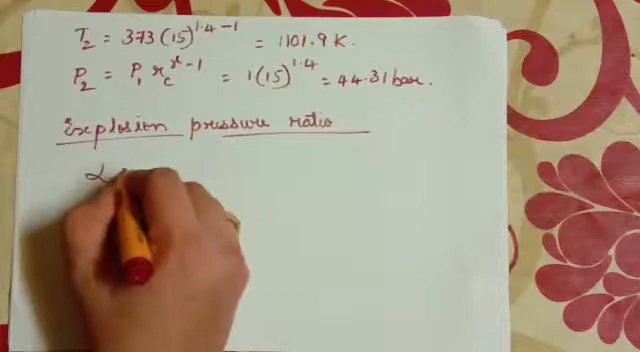 T₂ = 373(15)^1.4-1 = 1101.9 K.
P₂ = P₁ r_c^γ-1 = 1(15)^1.4 = 44.31 bar.
Explosion pressure ratio
α